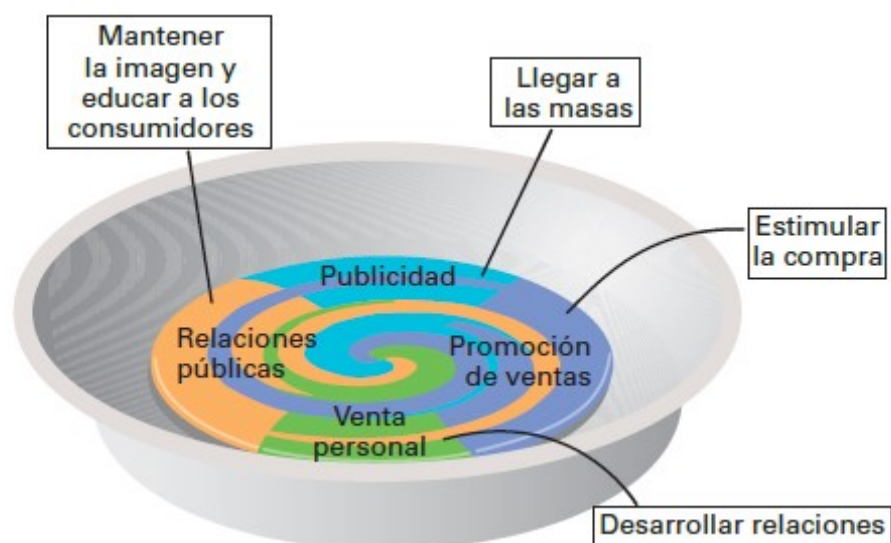 Mantener
la imagen y
educar a los
consumidores
Llegar a
las masas
Estimular
la compra
Publicidad
Relaciones
públicas
Promoción
de ventas
Venta
personal
Desarrollar relaciones